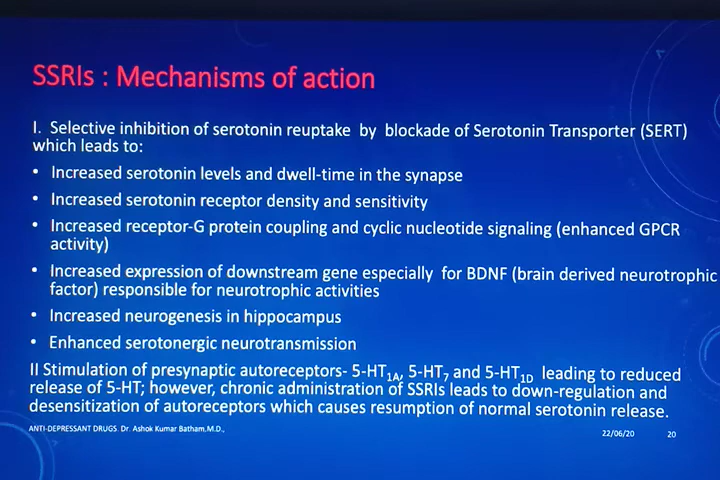 SSRIs : Mechanisms of action
I. Selective inhibition of serotonin reuptake by blockade of Serotonin Transporter (SERT)
which leads to:
• Increased serotonin levels and dwell-time in the synapse
• Increased serotonin receptor density and sensitivity
• Increased receptor-G protein coupling and cyclic nucleotide signaling (enhanced GPCR
activity)
• Increased expression of downstream gene especially for BDNF (brain derived neurotrophic
factor) responsible for neurotrophic activities
• Increased neurogenesis in hippocampus
• Enhanced serotonergic neurotransmission
II Stimulation of presynaptic autoreceptors- 5-HT1A, 5-HT7 and 5-HT1D leading to reduced
release of 5-HT; however, chronic administration of SSRIs leads to down-regulation and
desensitization of autoreceptors which causes resumption of normal serotonin release.
ANTI-DEPRESSANT DRUGS. Dr. Ashok Kumar Batham,M.D.,
22/06/20 20